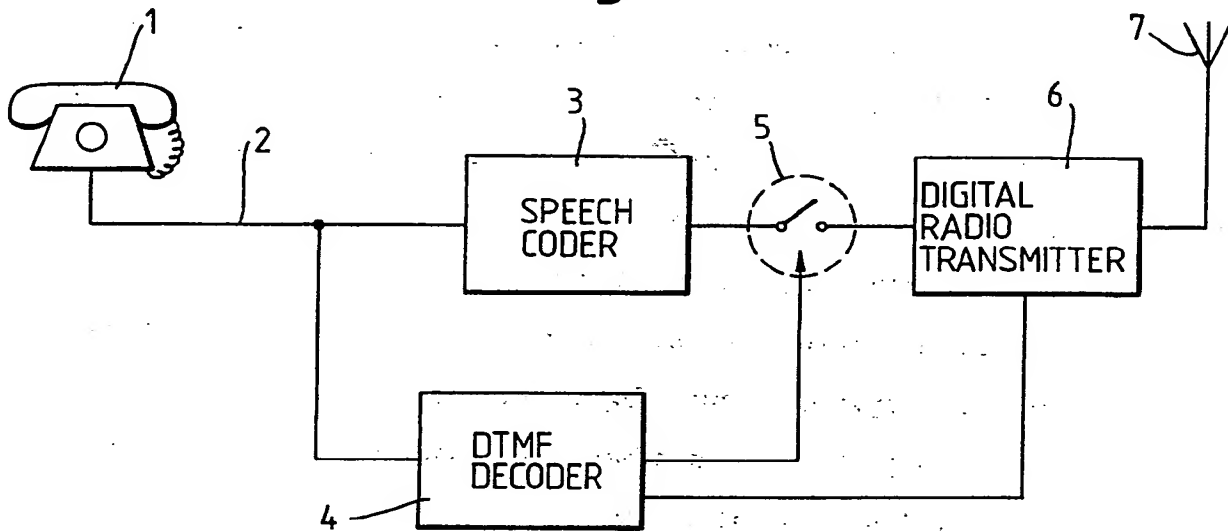 1
2
3
SPEECH
CODER
5
6
DIGITAL
RADIO
TRANSMITTER
7
DTMF
DECODER
4